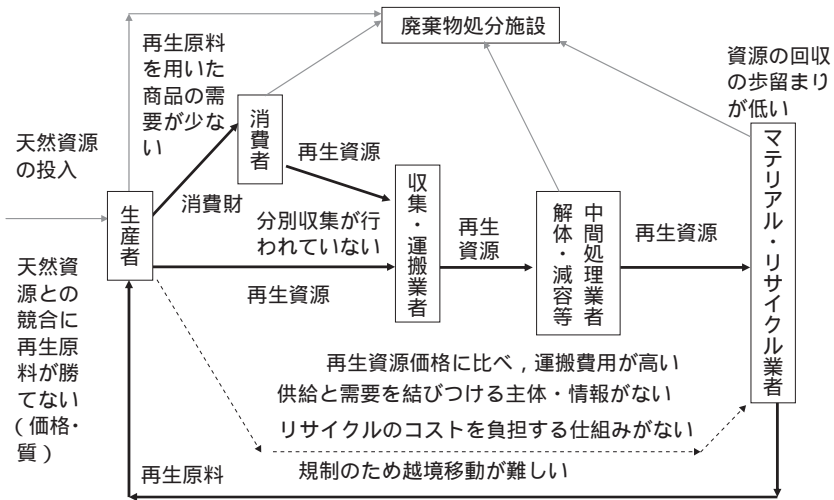 廃棄物処分施設
再生原料
を用いた
商品の需
要が少な
い
資源の回収
の歩留まり
が低い
天然資源
の投入
消費者
再生資源
生産者
消費財
分別収集が行
われていない
収集・運搬業者
再生
資源
中間処理業者
解体・減容等
再生資源
マテリアル・リサイクル業者
再生資源
天然資
源との
競合に
再生原
料が勝
てない
(価格・
質)
再生資源価格に比べ,運搬費用が高い
供給と需要を結びつける主体・情報がない
リサイクルのコストを負担する仕組みがない
規制のため越境移動が難しい
再生原料